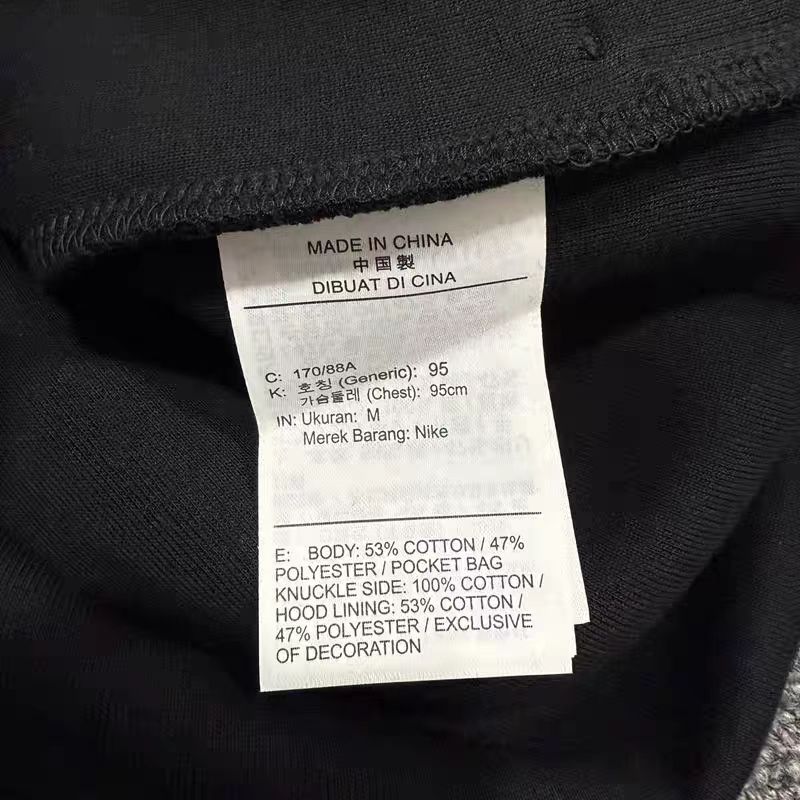 MADE IN CHINA
中国製
DIBUAT DI CINA
C: 170/88A
K: 호칭 (Generic): 95
가슴둘레 (Chest): 95cm
IN: Ukuran: M
Merek Barang: Nike
E: BODY: 53% COTTON / 47%
POLYESTER / POCKET BAG
KNUCKLE SIDE: 100% COTTON /
HOOD LINING: 53% COTTON /
47% POLYESTER / EXCLUSIVE
OF DECORATION